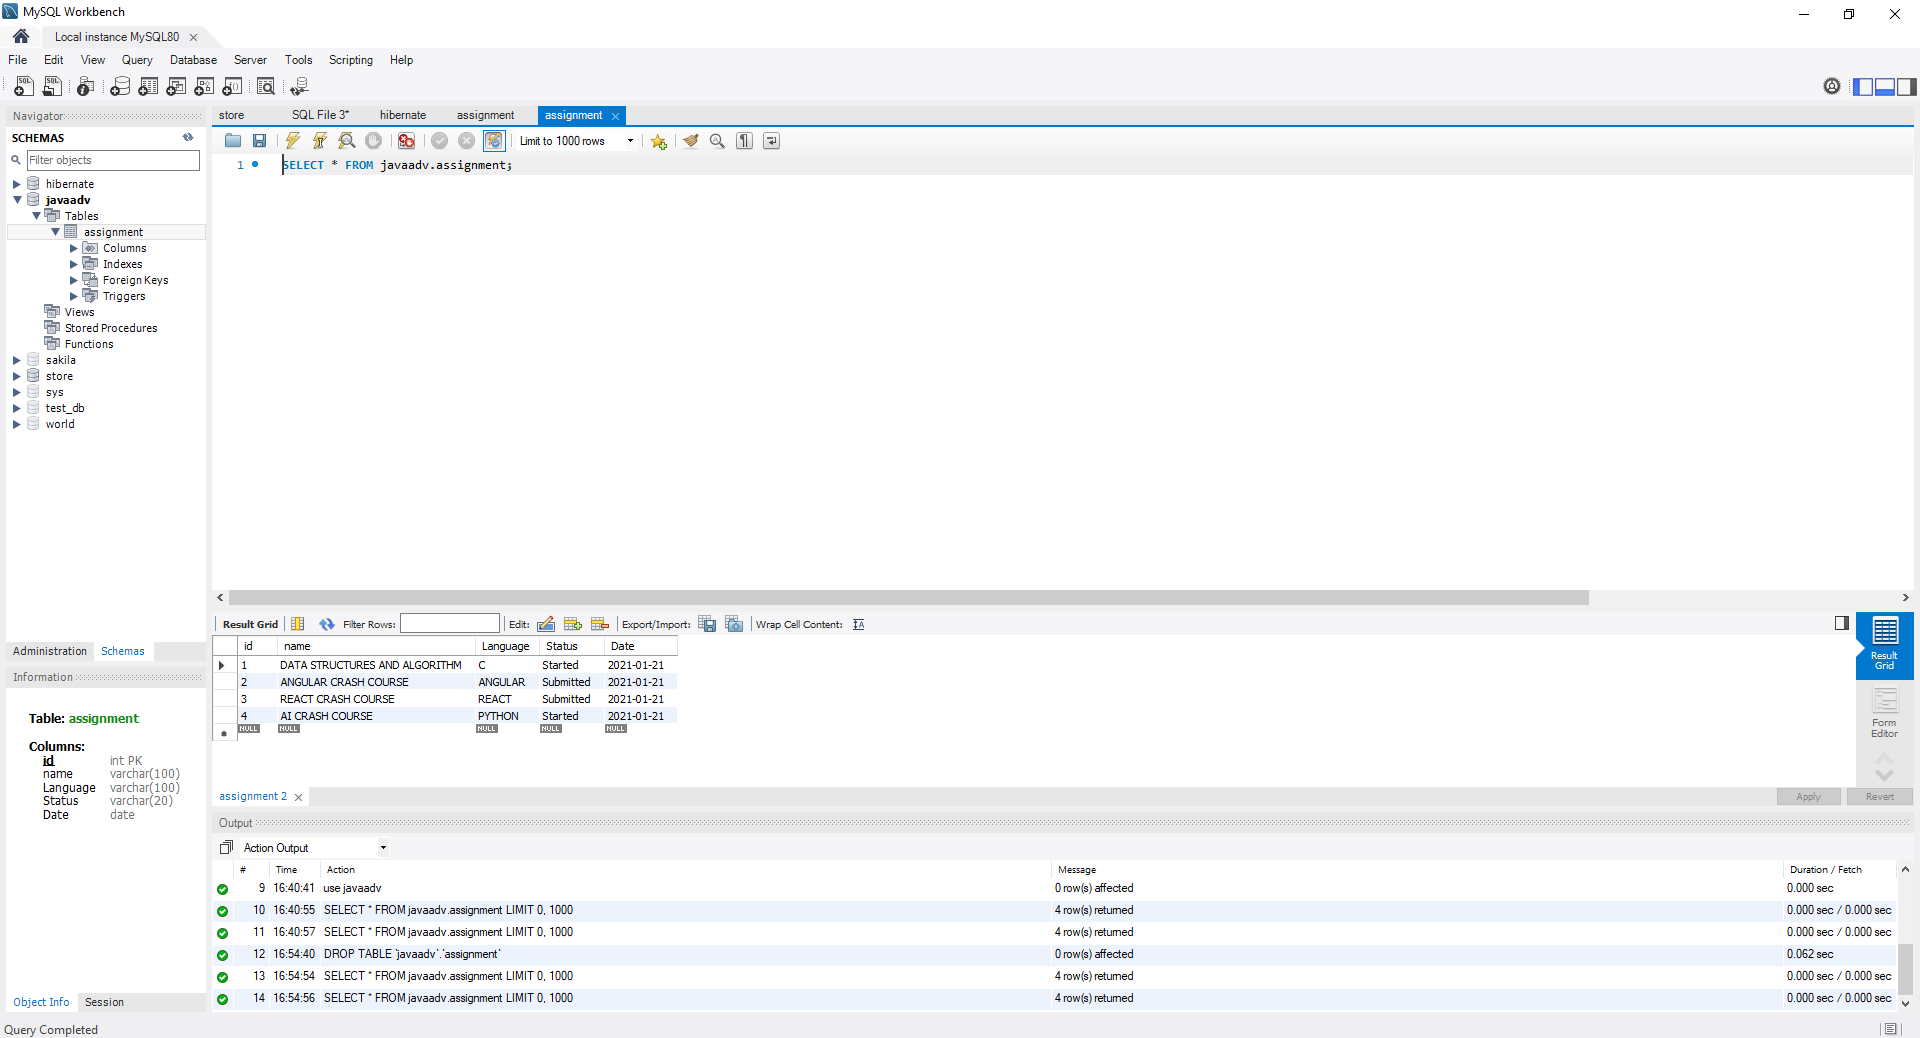 MySQL Workbench
Local instance MySQL80
File Edit View Query Database Server Tools Scripting Help
Navigator
SCHEMAS
Filter objects
hibernate
javaadv
Tables
assignment
Columns
Indexes
Foreign Keys
Triggers
Views
Stored Procedures
Functions
sakila
store
sys
test_db
world
Administration Schemas
Information
Table: assignment
Columns:
id int PK
name varchar(100)
Language varchar(100)
Status varchar(20)
Date date
Object Info Session
store SQL File 3* hibernate assignment assignment
Limit to 1000 rows
1 SELECT * FROM javaadv.assignment;
Result Grid Filter Rows: Edit: Export/Import: Wrap Cell Content:
id name Language Status Date
1 DATA STRUCTURES AND ALGORITHM C Started 2021-01-21
2 ANGULAR CRASH COURSE ANGULAR Submitted 2021-01-21
3 REACT CRASH COURSE REACT Submitted 2021-01-21
4 AI CRASH COURSE PYTHON Started 2021-01-21
NULL NULL NULL NULL NULL
Result
Grid
Form
Editor
assignment 2
Apply Revert
Output
Action Output
# Time Action Message Duration / Fetch
9 16:40:41 use javaadv 0 row(s) affected 0.000 sec
10 16:40:55 SELECT * FROM javaadv.assignment LIMIT 0, 1000 4 row(s) returned 0.000 sec / 0.000 sec
11 16:40:57 SELECT * FROM javaadv.assignment LIMIT 0, 1000 4 row(s) returned 0.000 sec / 0.000 sec
12 16:54:40 DROP TABLE `javaadv`.`assignment` 0 row(s) affected 0.062 sec
13 16:54:54 SELECT * FROM javaadv.assignment LIMIT 0, 1000 4 row(s) returned 0.000 sec / 0.000 sec
14 16:54:56 SELECT * FROM javaadv.assignment LIMIT 0, 1000 4 row(s) returned 0.000 sec / 0.000 sec
Query Completed